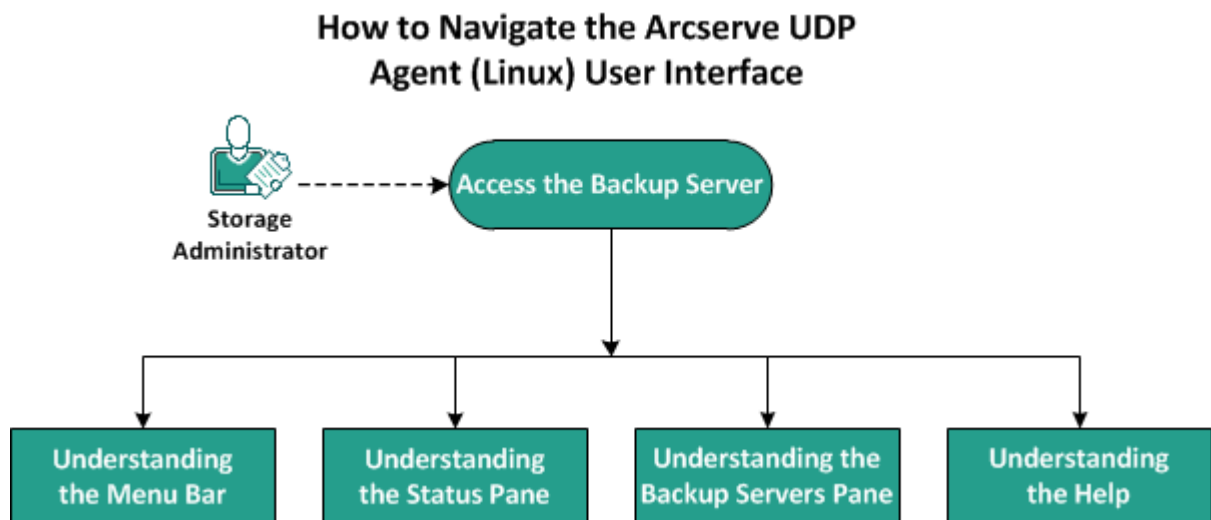 How to Navigate the Arcserve UDP
Agent (Linux) User Interface
Access the Backup Server
Storage
Administrator
Understanding
the Menu Bar
Understanding
the Status Pane
Understanding the
Backup Servers Pane
Understanding
the Help